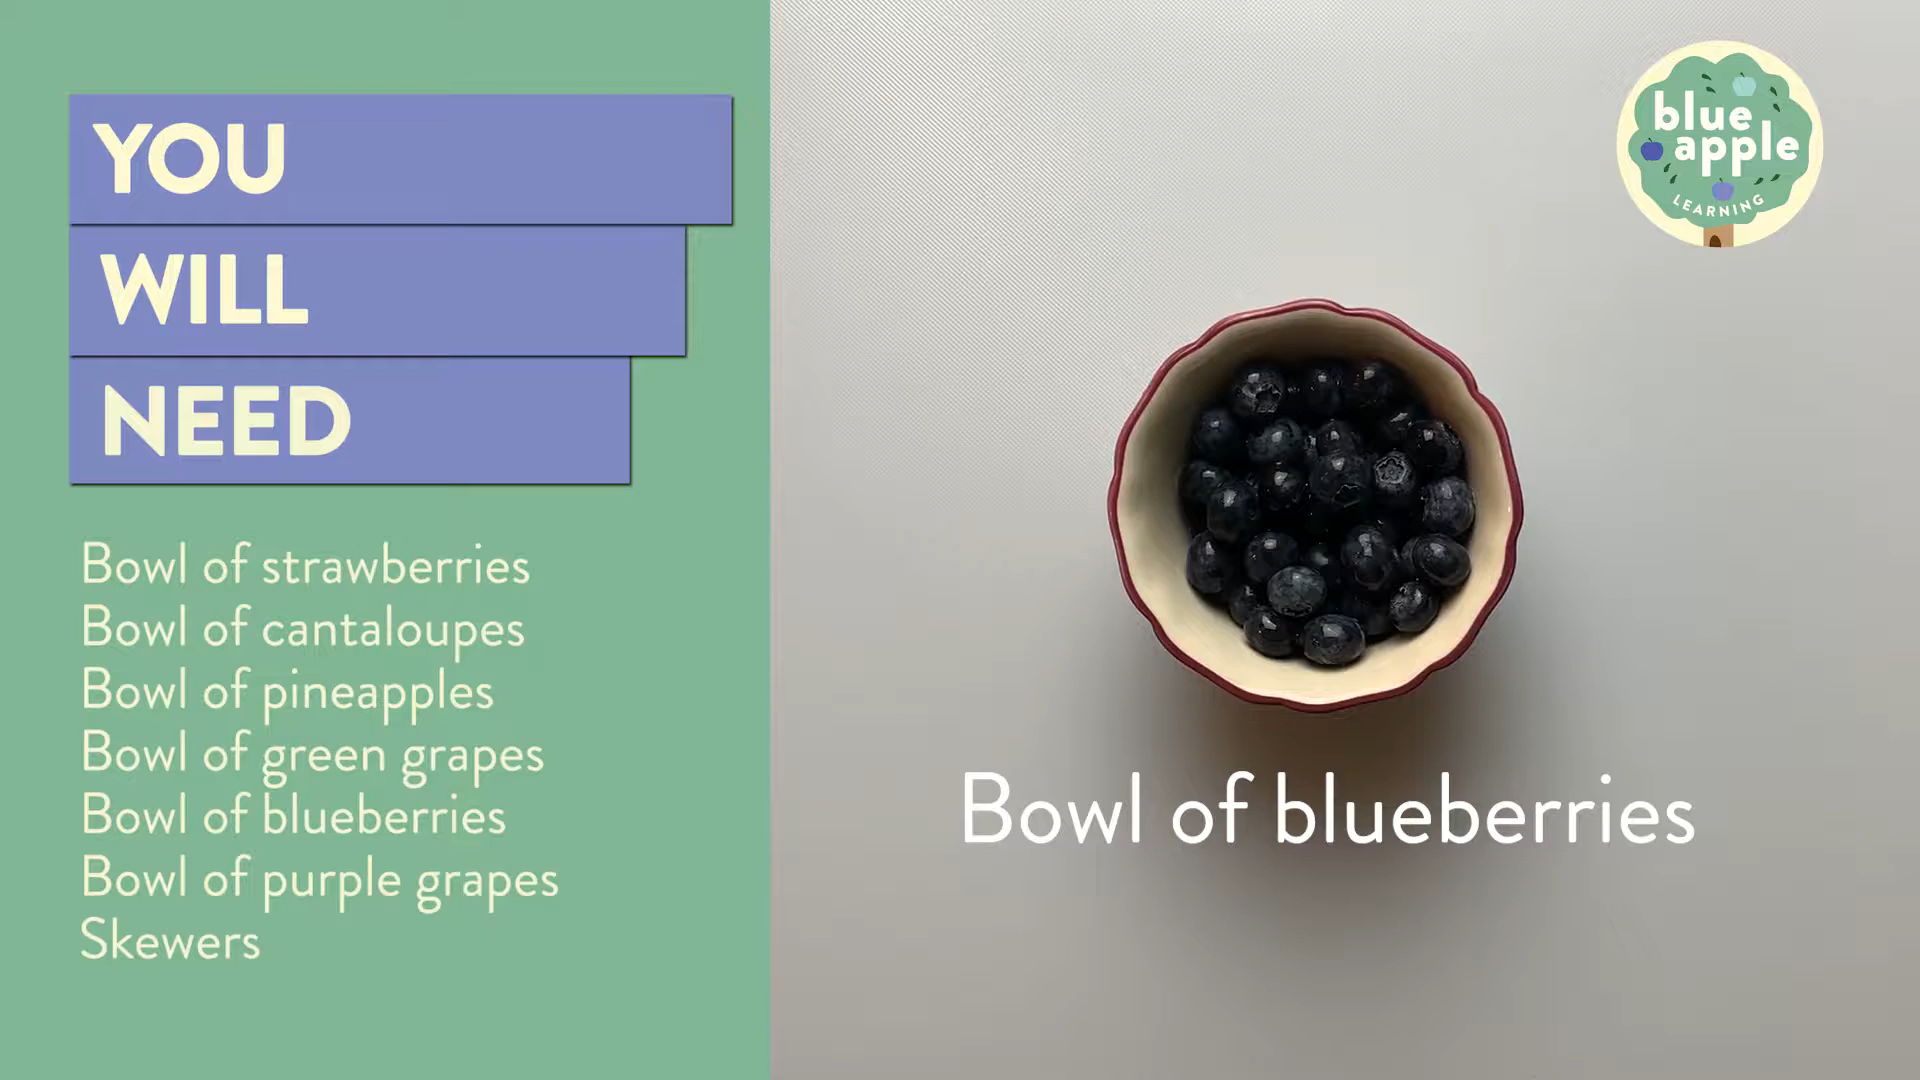 YOU
WILL
NEED
Bowl of strawberries
Bowl of cantaloupes
Bowl of pineapples
Bowl of green grapes
Bowl of blueberries
Bowl of purple grapes
Skewers
blue
apple
LEARNING
Bowl of blueberries